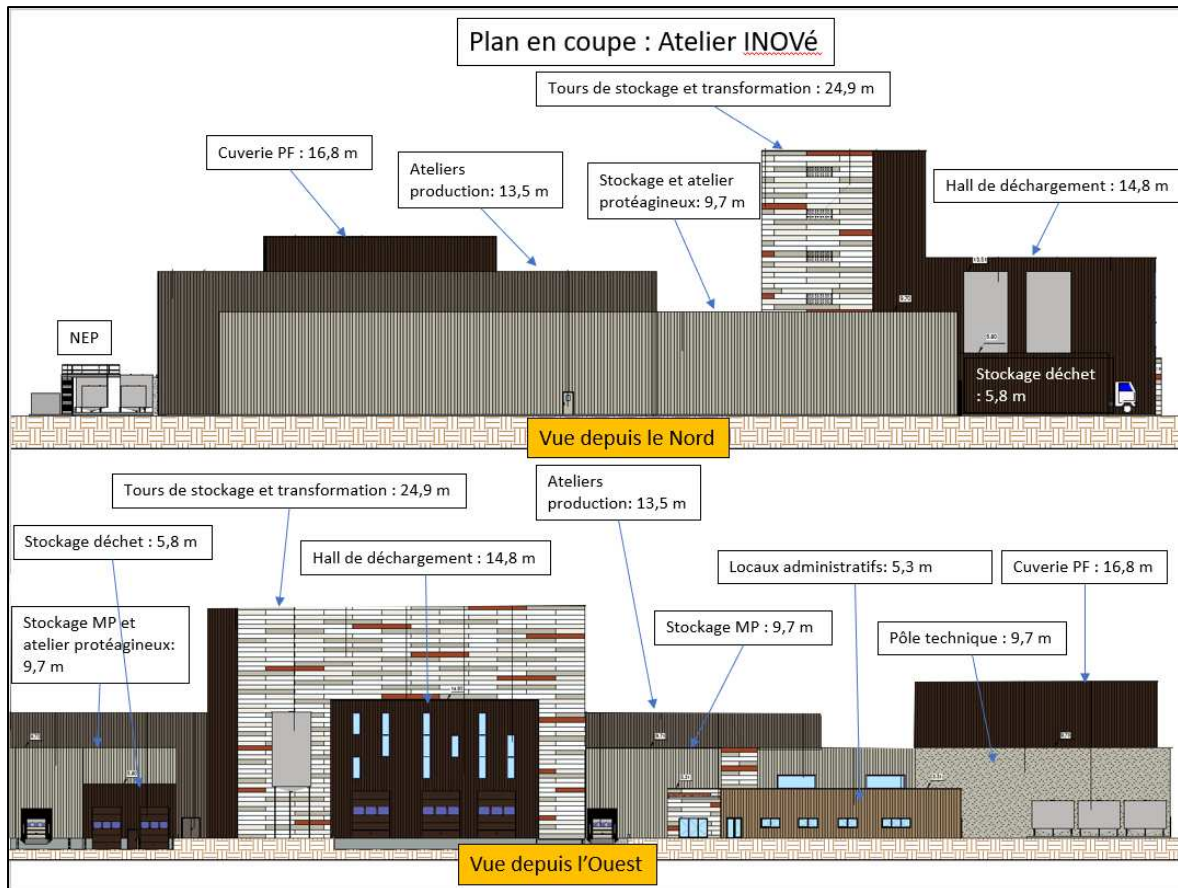 Plan en coupe : Atelier INOVé
Tours de stockage et transformation : 24,9 m
Cuverie PF : 16,8 m
Ateliers
production: 13,5 m
Stockage et atelier
protéagineux: 9,7 m
Hall de déchargement : 14,8 m
NEP
Stockage déchet
: 5,8 m
Vue depuis le Nord
Tours de stockage et transformation : 24,9 m
Ateliers
production: 13,5 m
Stockage déchet : 5,8 m
Hall de déchargement : 14,8 m
Locaux administratifs: 5,3 m
Cuverie PF : 16,8 m
Stockage MP et
atelier protéagineux:
9,7 m
Stockage MP : 9,7 m
Pôle technique : 9,7 m
Vue depuis l'Ouest